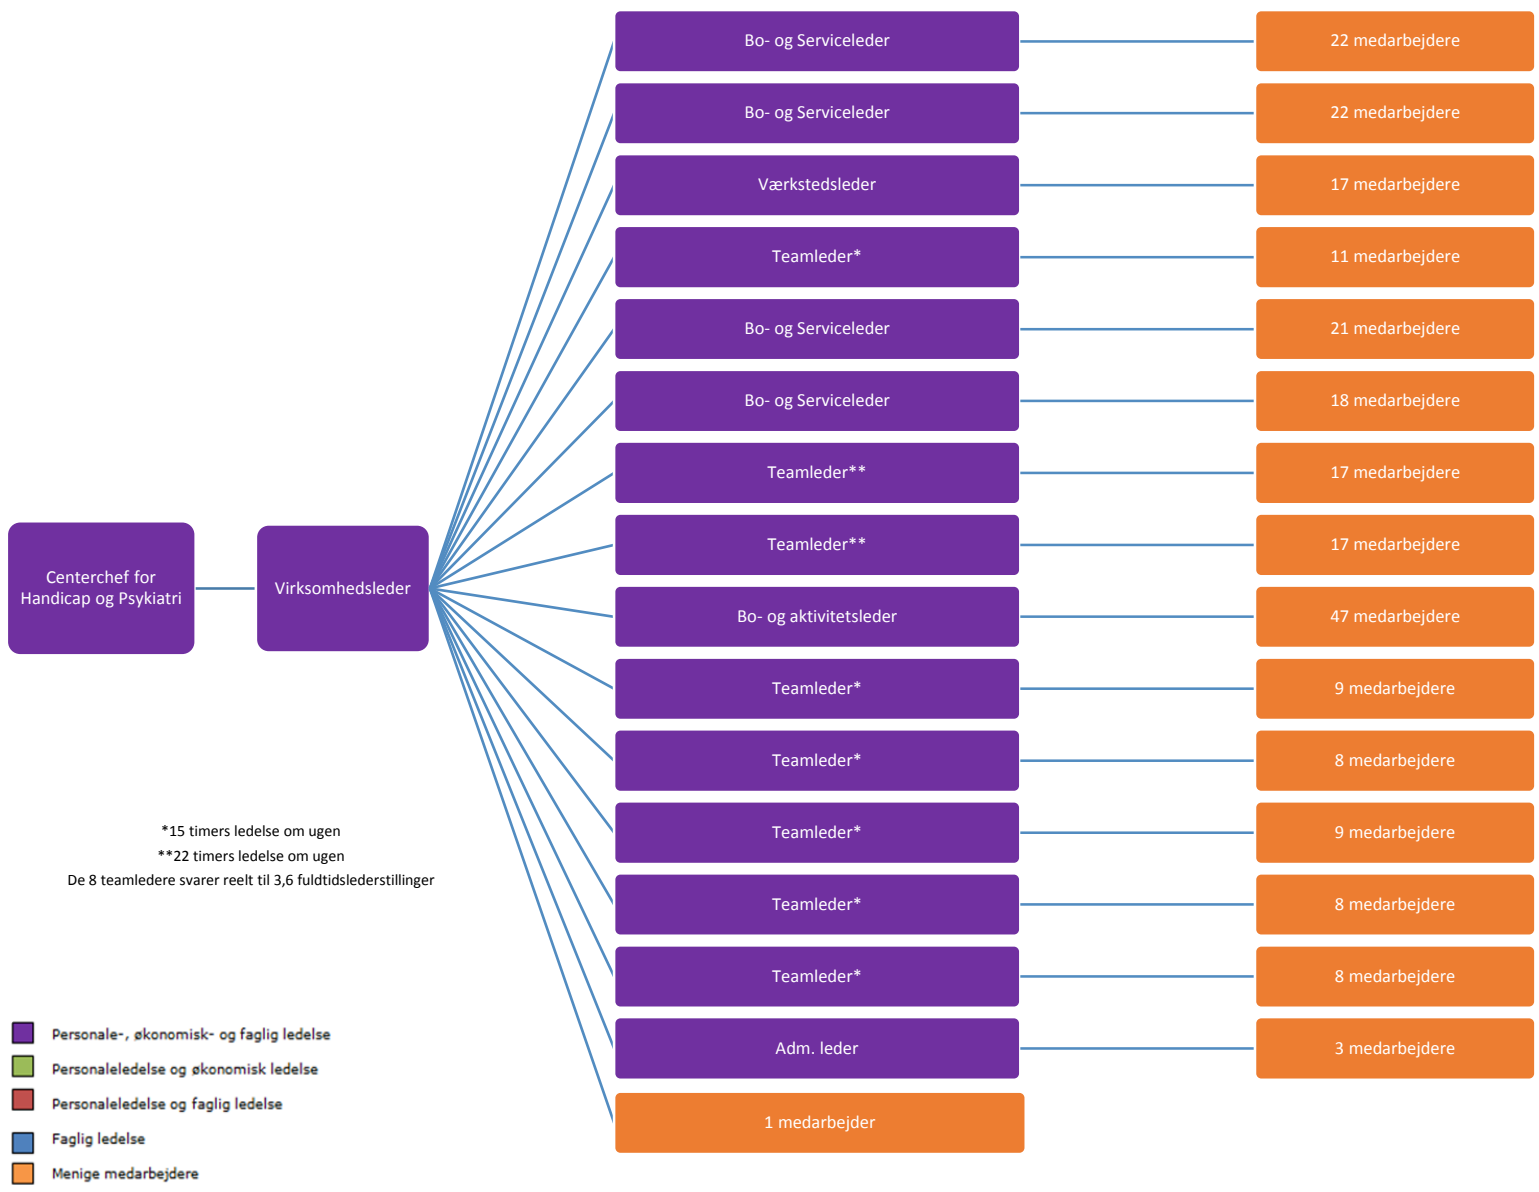 Bo- og Serviceleder
22 medarbejdere
Bo- og Serviceleder
22 medarbejdere
Værkstedsleder
17 medarbejdere
Teamleder*
11 medarbejdere
Bo- og Serviceleder
21 medarbejdere
Bo- og Serviceleder
18 medarbejdere
Teamleder**
17 medarbejdere
Teamleder**
17 medarbejdere
Centerchef for
Handicap og Psykiatri
Virksomhedsleder
Bo- og aktivitetsleder
47 medarbejdere
Teamleder*
9 medarbejdere
Teamleder*
8 medarbejdere
Teamleder*
9 medarbejdere
Teamleder*
8 medarbejdere
Teamleder*
8 medarbejdere
Adm. leder
3 medarbejdere
1 medarbejder
*15 timers ledelse om ugen
**22 timers ledelse om ugen
De 8 teamledere svarer reelt til 3,6 fuldtidslederstillinger
Personale-, økonomisk- og faglig ledelse
Personaleledelse og økonomisk ledelse
Personaleledelse og faglig ledelse
Faglig ledelse
Menige medarbejdere